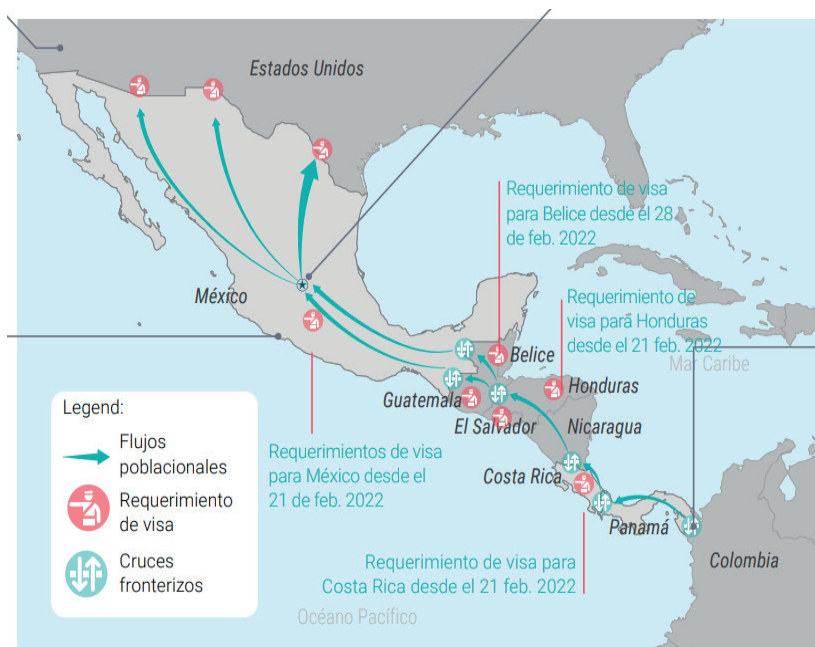 Estados Unidos
Requerimiento de visa
para Belice desde el 28
de feb. 2022
México
Requerimiento de
visa para Honduras
desde el 21 feb. 2022
Mar Caribe
Belice
Honduras
Guatemala
El Salvador
Nicaragua
Legend:
Flujos
poblacionales
Requerimiento
de visa
Cruces
fronterizos
Requerimientos de visa
para México desde el
21 de feb. 2022
Costa Rica
Panamá
Colombia
Requerimiento de visa para
Costa Rica desde el 21 feb. 2022
Océano Pacífico